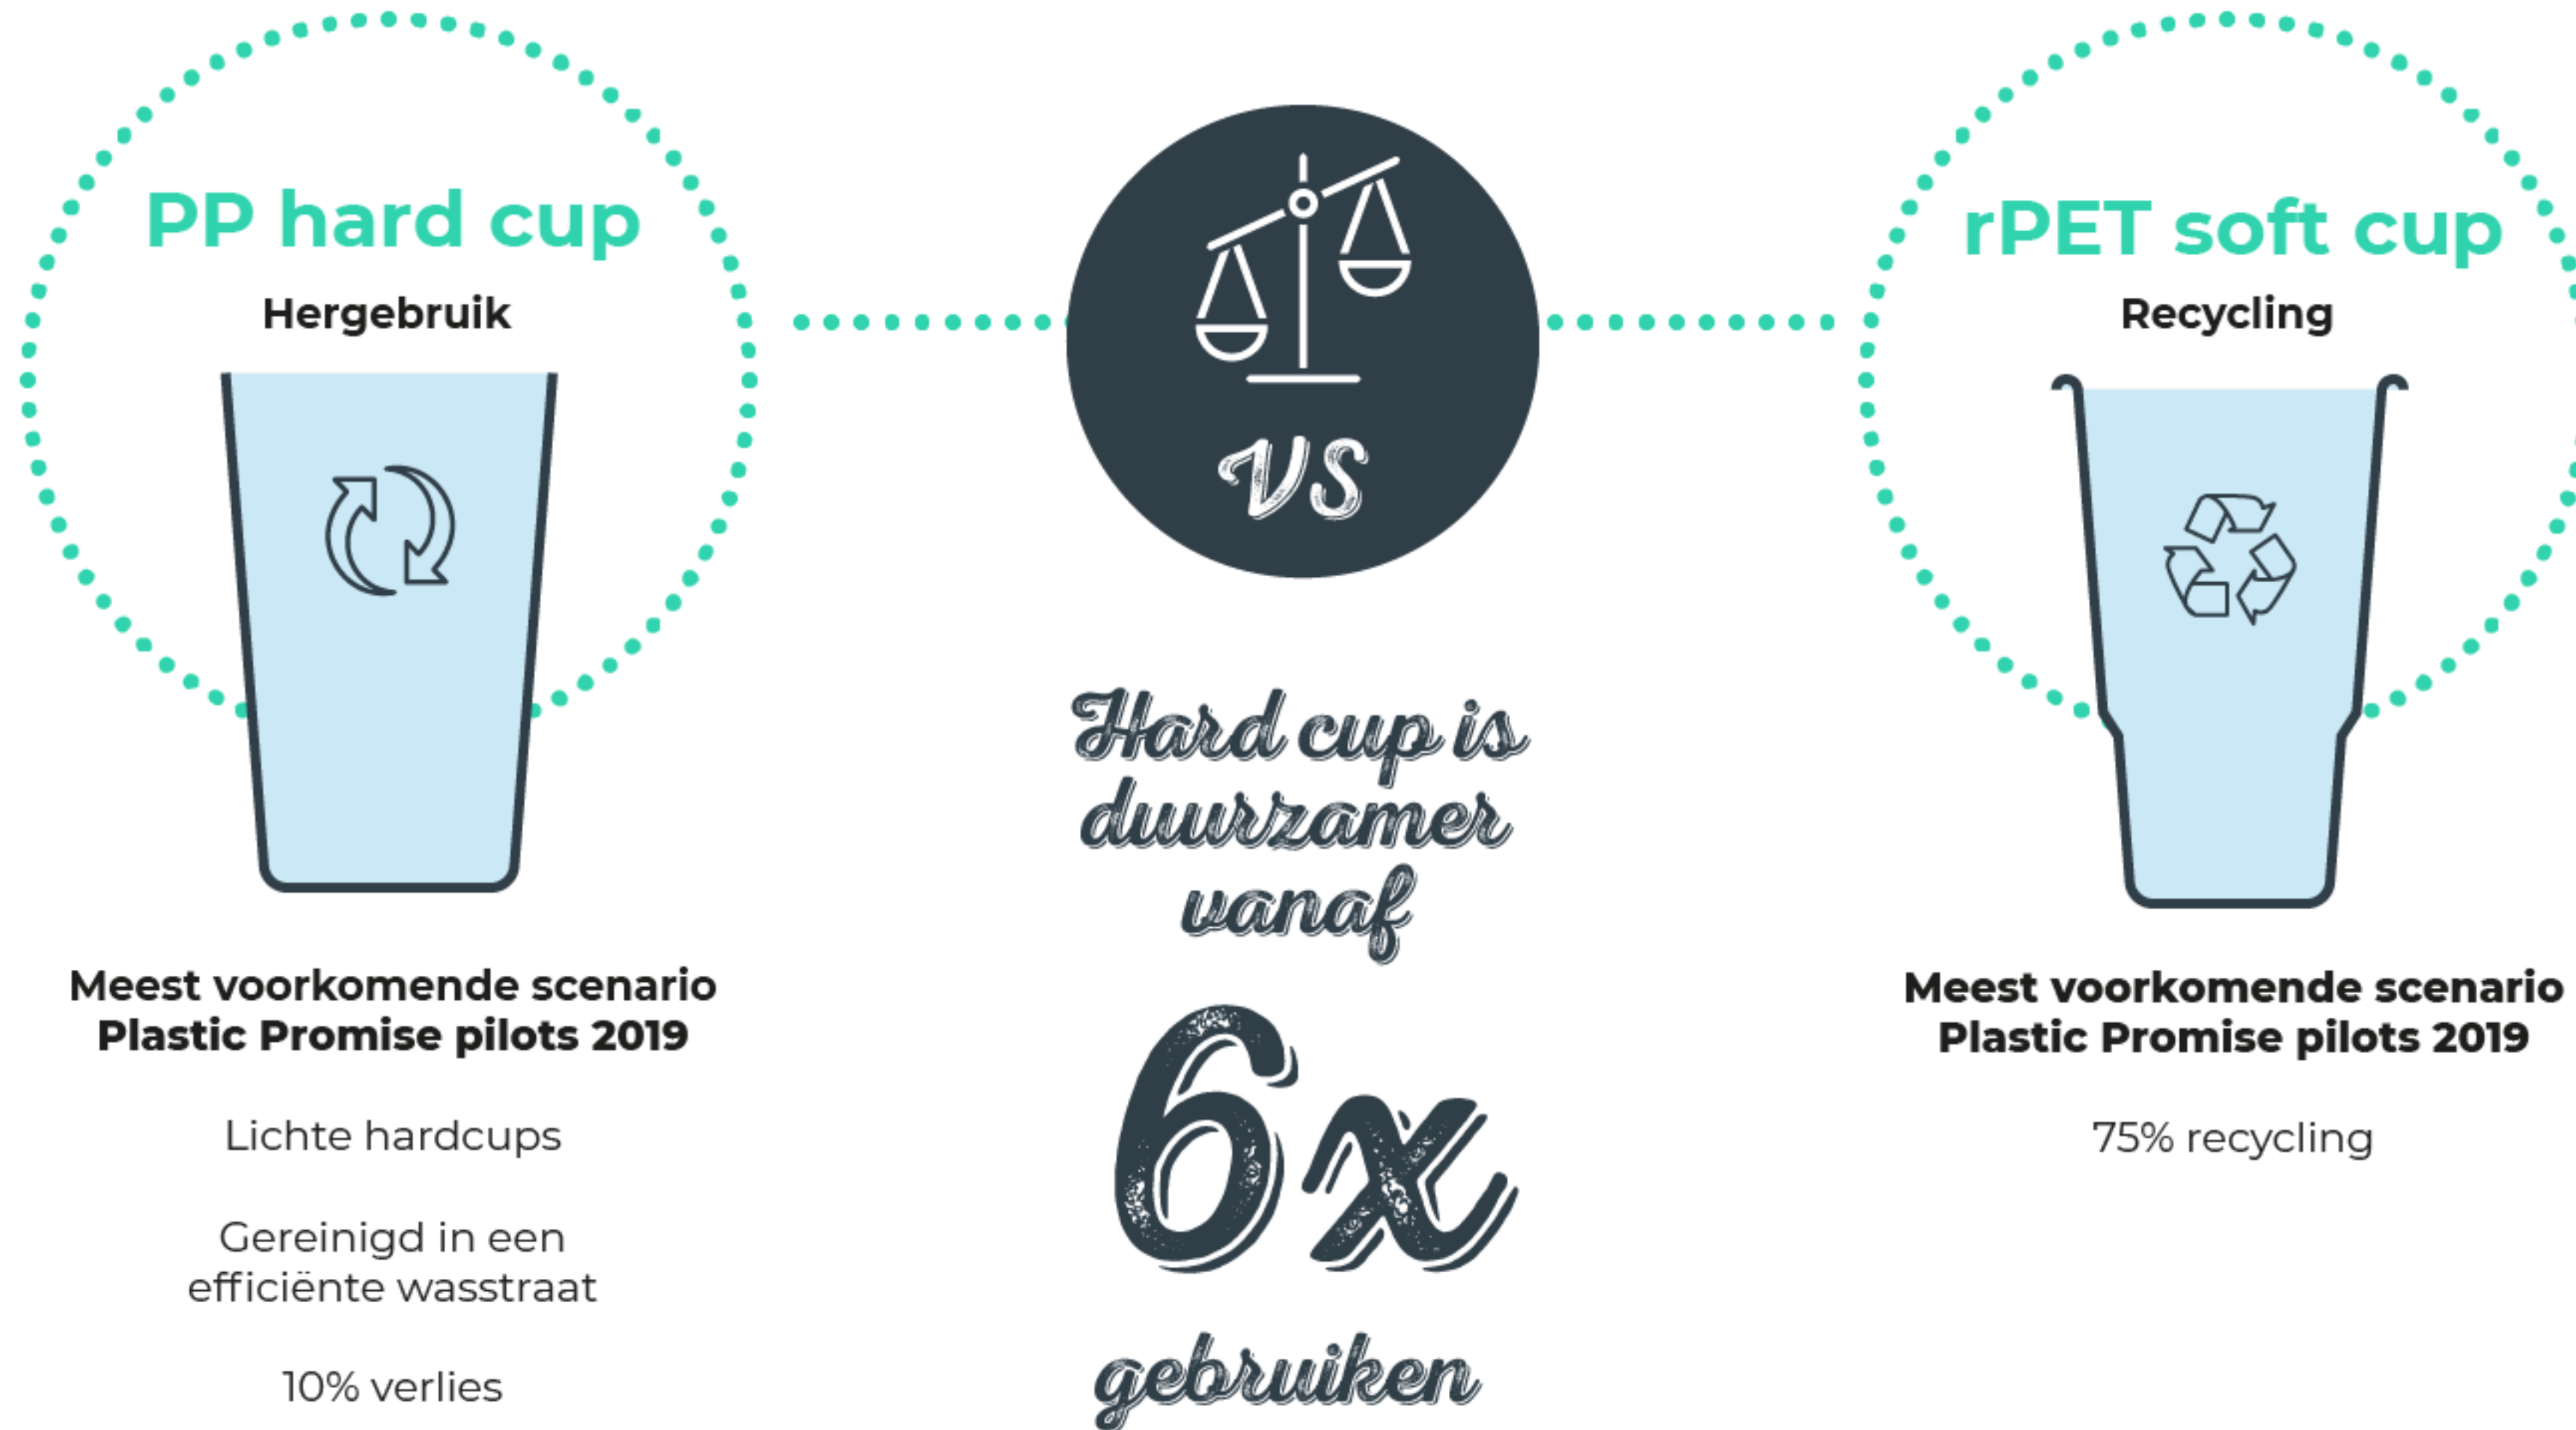 PP hard cup
Hergebruik
Meest voorkomende scenario
Plastic Promise pilots 2019
Lichte hardcups
Gereinigd in een
efficiënte wasstraat
10% verlies
VS
Hard cup is
duurzamer
vanaf
6x
gebruiken
rPET soft cup
Recycling
Meest voorkomende scenario
Plastic Promise pilots 2019
75% recycling